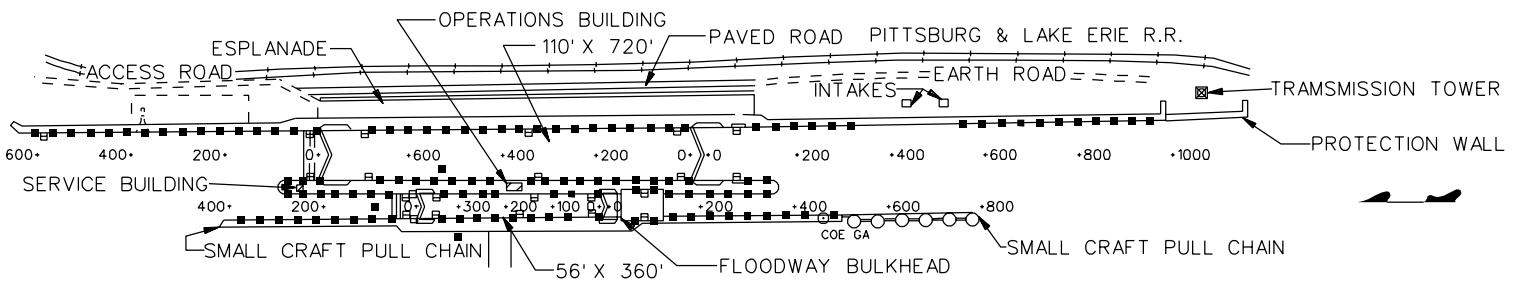 OPERATIONS BUILDING
ESPLANADE
110' X 720'
PAVED ROAD
PITTSBURG & LAKE ERIE R.R.
ACCESS ROAD
EARTH ROAD
INTAKES
TRAMSMISSION TOWER
PROTECTION WALL
600+ 400+ 200+ 0+ +600 +400 +200 0+ +0 +200 +400 +600 +800 +1000
SERVICE BUILDING
400+ 200+ 0+ +300 +200 +100 0+ +0 +200 +400 +600 +800
COE GA
SMALL CRAFT PULL CHAIN
56' X 360'
FLOODWAY BULKHEAD
SMALL CRAFT PULL CHAIN